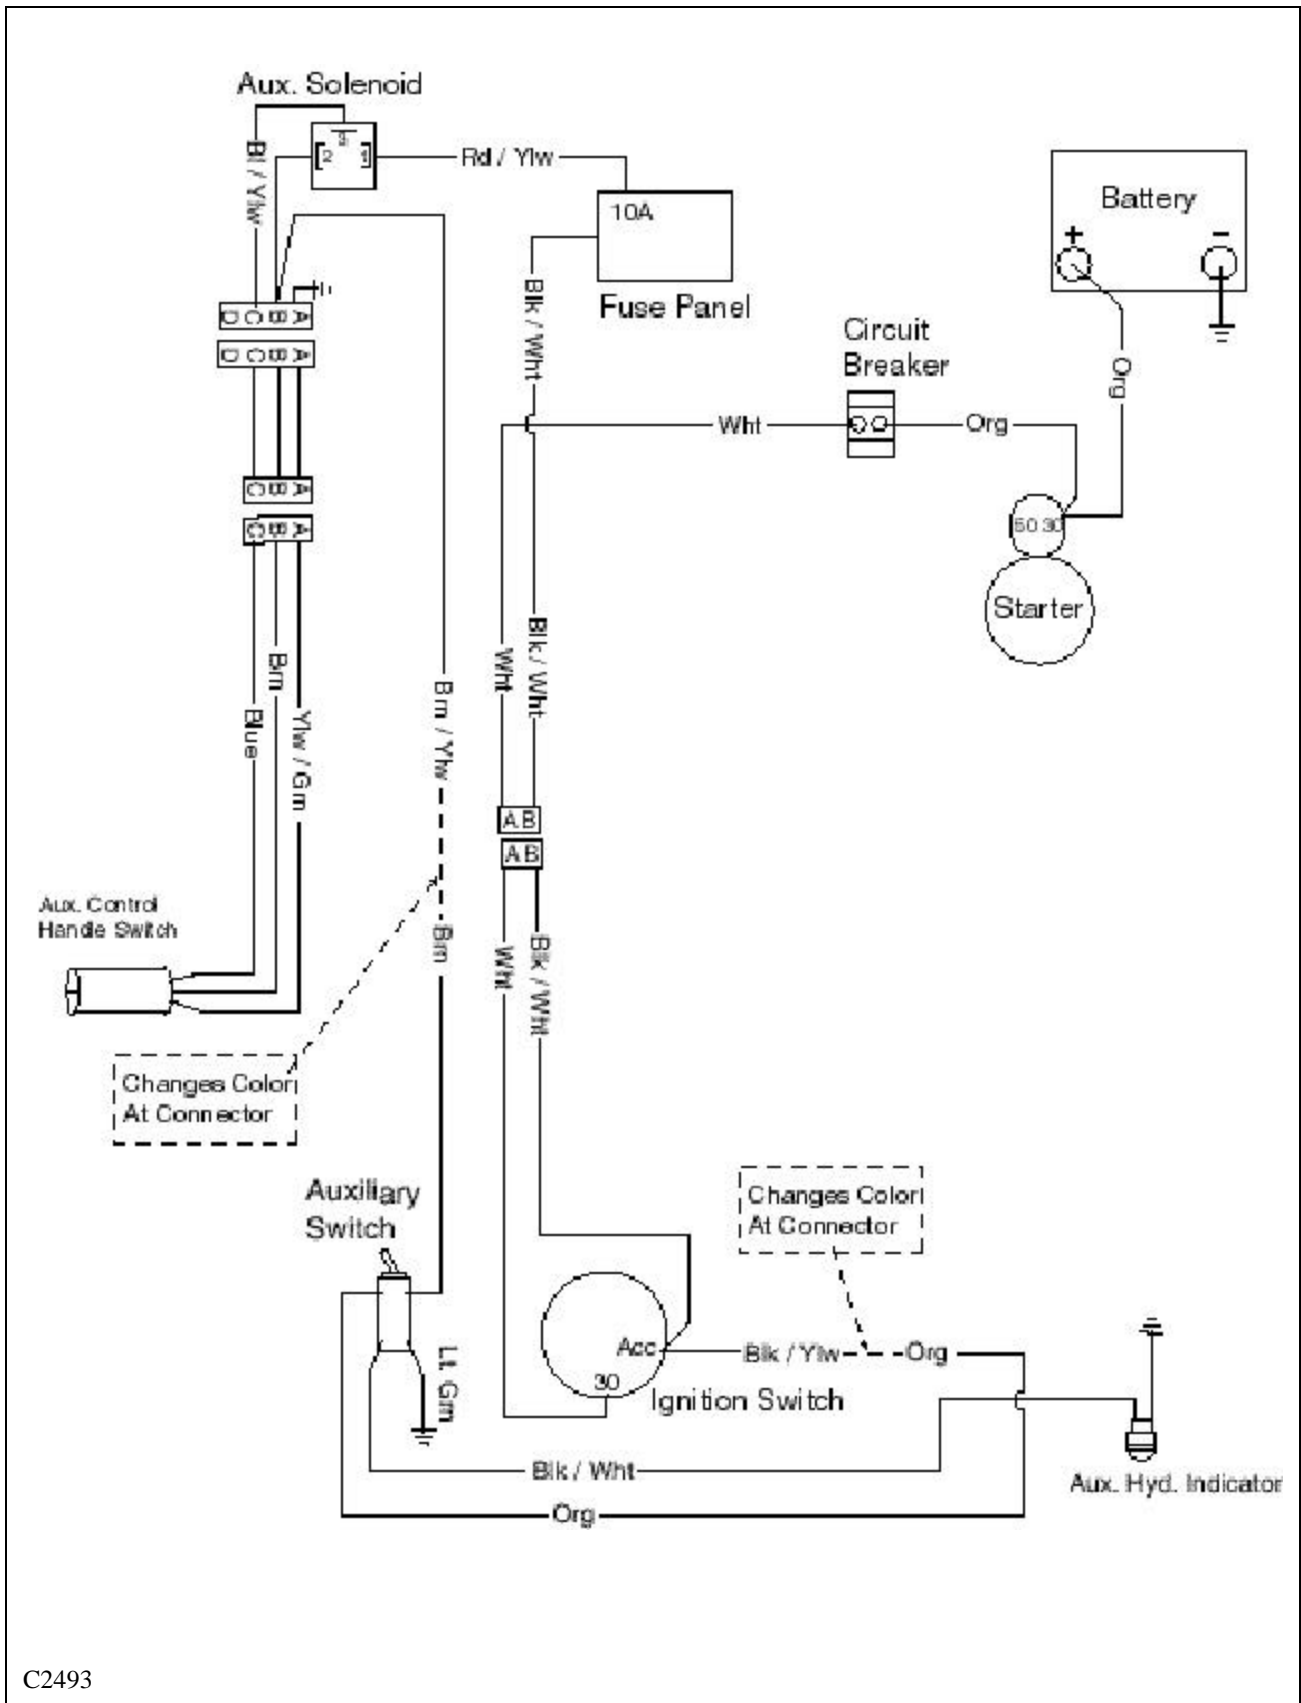 Aux. Solenoid
Bl / Ylw
2
Rd / Ylw
10A
Fuse Panel
Battery
+ −
Org
Blk / Wht
Circuit
Breaker
D C B A
D C B A
Wht
Org
C B A
C B A
50 30
Starter
Blk / Wht
Wht
Brn
Blue
Ylw / Grn
Brn / Ylw
A B
A B
Aux. Control
Handle Switch
Brn
Wht
Blk / Wht
Changes Color
At Connector
Auxiliary
Switch
Changes Color
At Connector
Acc
30
Blk / Ylw
Org
Lt. Grn
Ignition Switch
Blk / Wht
Aux. Hyd. Indicator
Org
C2493